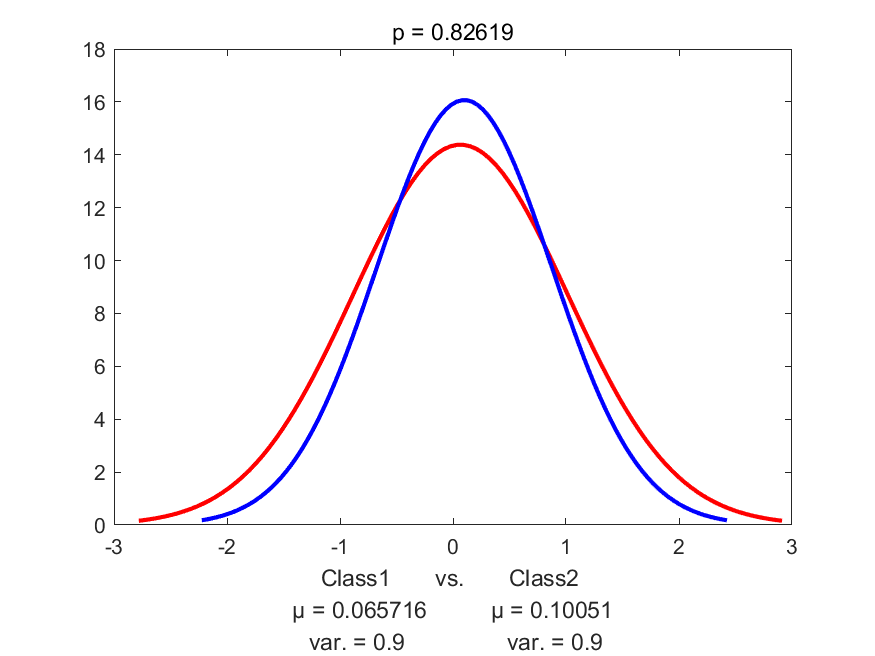 p = 0.82619
18
16
14
12
10
8
6
4
2
0
-3 -2 -1 0 1 2 3
Class1 vs. Class2
μ = 0.065716 μ = 0.10051
var. = 0.9 var. = 0.9